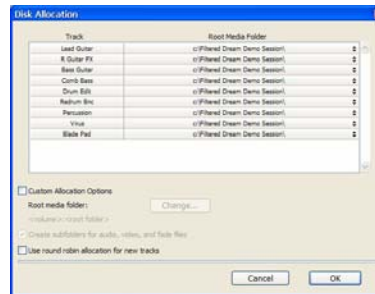 Disk Allocation
Track Root Media Folder
Lead Guitar c:\Filtered Dream Demo Session\
R Guitar FX c:\Filtered Dream Demo Session\
Bass Guitar c:\Filtered Dream Demo Session\
Comb Bass c:\Filtered Dream Demo Session\
Drum Edit c:\Filtered Dream Demo Session\
Redrum Bnc c:\Filtered Dream Demo Session\
Percussion c:\Filtered Dream Demo Session\
Virus c:\Filtered Dream Demo Session\
Blade Pad c:\Filtered Dream Demo Session\
Custom Allocation Options
Root media folder: Change...
<volume>:<root folder>
Create subfolders for audio, video, and fade files
Use round robin allocation for new tracks
Cancel OK